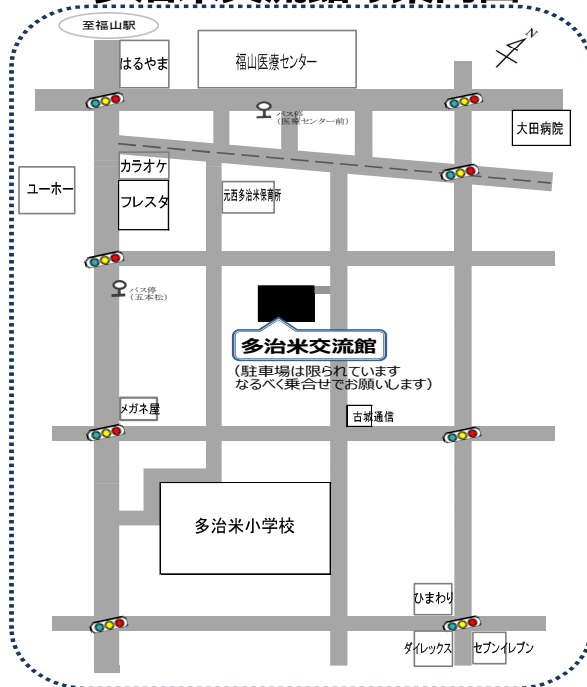 至福山駅
はるやま
福山医療センター
N
バス停
(医療センター前)
大田病院
カラオケ
ユーホー
フレスタ
元西多治米保育所
バス停
(五本松)
多治米交流館
(駐車場は限られています
なるべく乗合せでお願いします)
メガネ屋
古城通信
多治米小学校
ひまわり
ダイレックス
セブンイレブン